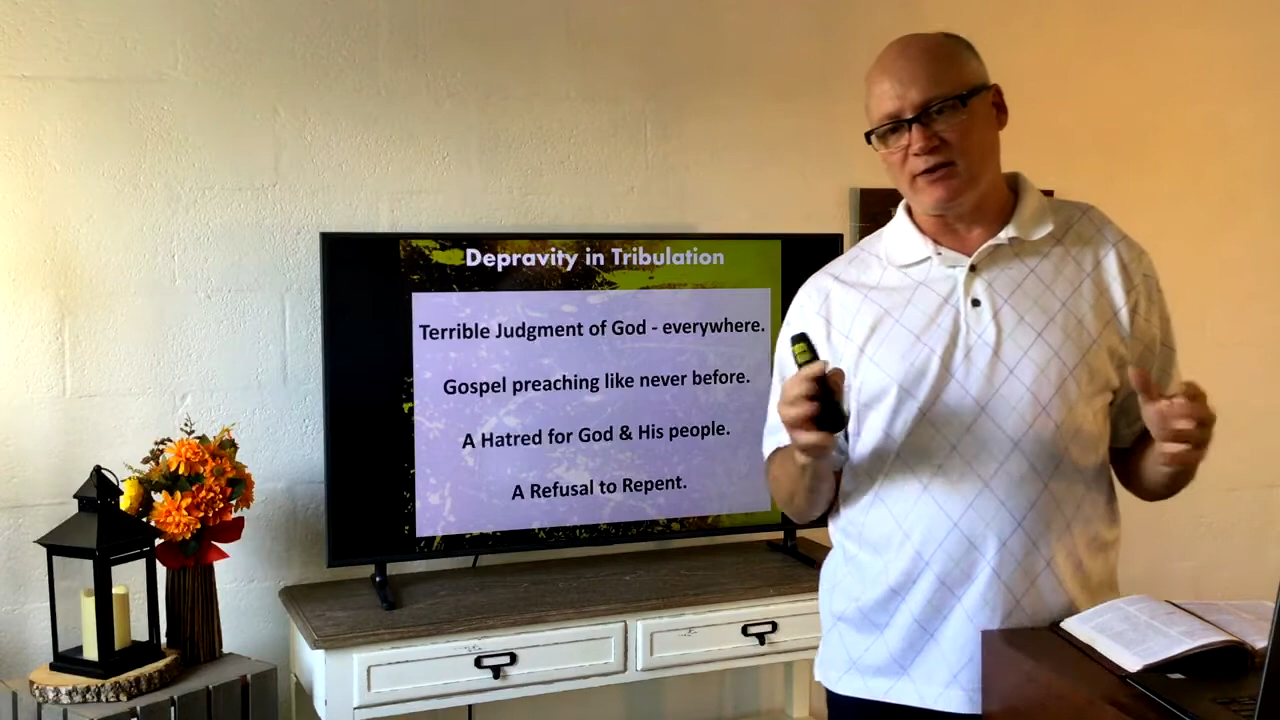 Depravity in Tribulation
Terrible Judgment of God - everywhere.
Gospel preaching like never before.
A Hatred for God & His people.
A Refusal to Repent.